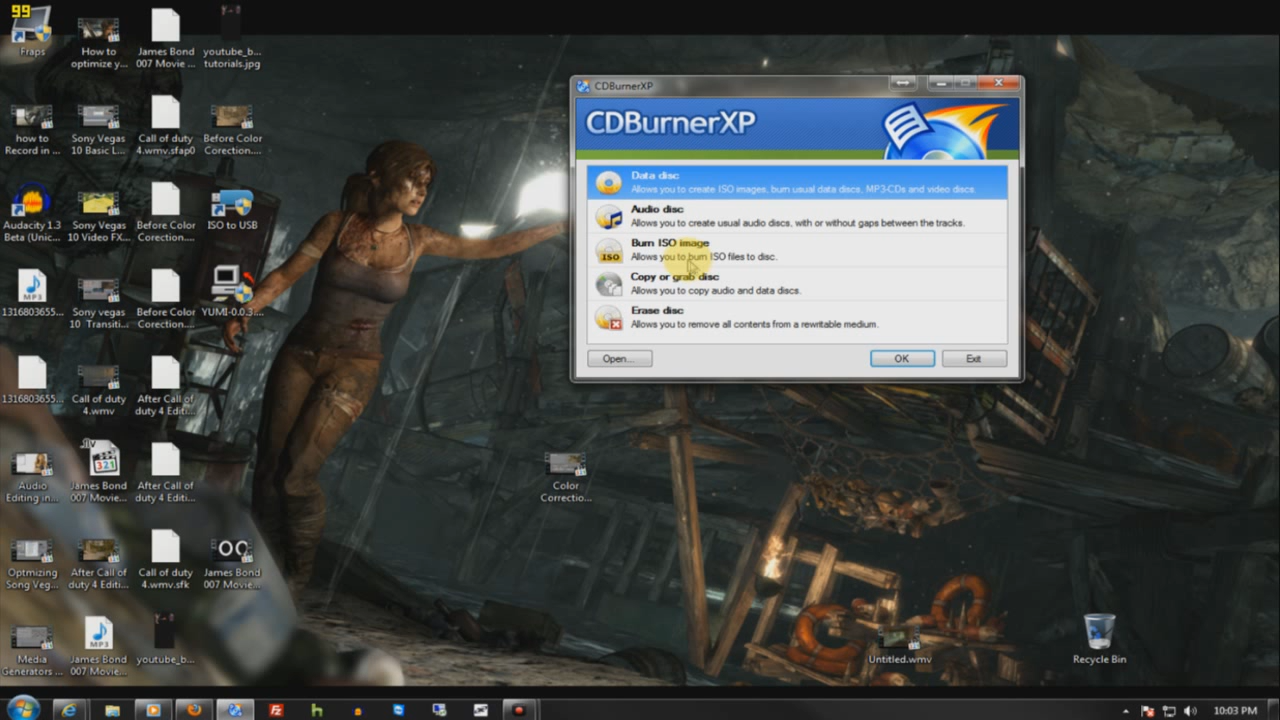 99
Fraps
How to
optimize y...
James Bond
007 Movie ...
youtube_b...
tutorials.jpg
how to
Record in ...
Sony Vegas
10 Basic L...
Call of duty
4.wmv.sfap0
Before Color
Corection....
Audacity 1.3
Beta (Unic...
Sony Vegas
10 Video FX...
Before Color
Corection....
ISO to USB
MP3
1316803655...
Sony vegas
10 Transiti...
Before Color
Corection....
YUMI-0.0.3....
1316803655...
Call of duty
4.wmv
After Call of
duty 4 Editi...
.flv
321
Audio
Editing in...
James Bond
007 Movie...
After Call of
duty 4 Editi...
Color
Correctio...
Optmizing
Song Veg...
After Call of
duty 4 Editi...
Call of duty
4.wmv.sfk
James Bond
007 Movie...
Media
Generators ...
MP3
James Bond
007 Movie...
youtube_b...
Untitled.wmv
Recycle Bin
CDBurnerXP
CDBurnerXP
Data disc
Allows you to create ISO images, burn usual data discs, MP3-CDs and video discs.
Audio disc
Allows you to create usual audio discs, with or without gaps between the tracks.
ISO
Burn ISO image
Allows you to burn ISO files to disc.
Copy or grab disc
Allows you to copy audio and data discs.
Erase disc
Allows you to remove all contents from a rewritable medium.
Open...
OK
Exit
10:03 PM